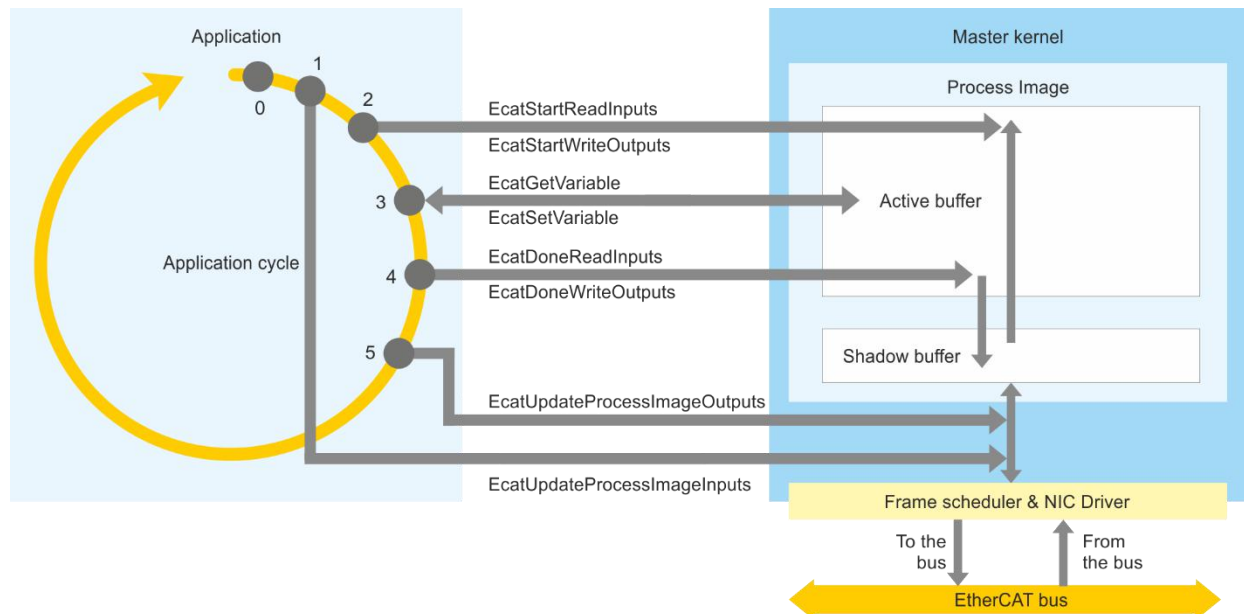 Application
0
1
2
3
4
5
Application cycle
EcatStartReadInputs
EcatStartWriteOutputs
EcatGetVariable
EcatSetVariable
EcatDoneReadInputs
EcatDoneWriteOutputs
EcatUpdateProcessImageOutputs
EcatUpdateProcessImageInputs
Master kernel
Process Image
Active buffer
Shadow buffer
Frame scheduler & NIC Driver
To the
bus
From
the bus
EtherCAT bus